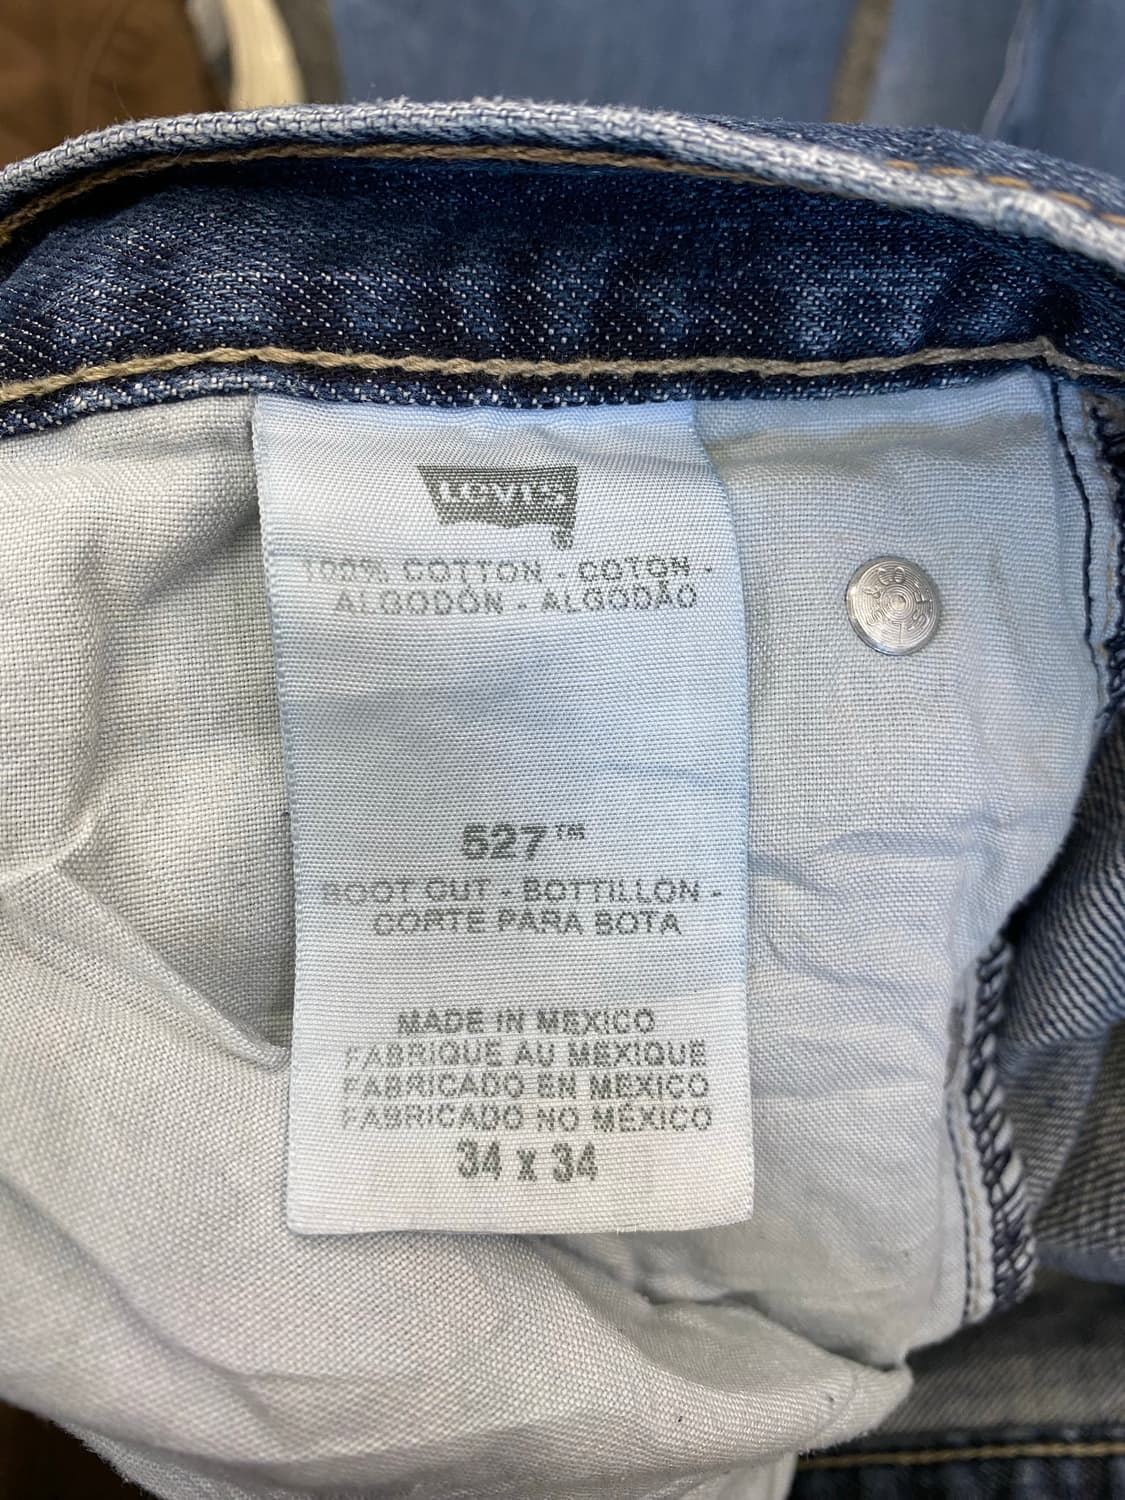 Levi's
100% COTTON - COTON -
ALGODÓN - ALGODÃO
527™
BOOT CUT - BOTTILLON -
CORTE PARA BOTA
MADE IN MEXICO
FABRIQUE AU MEXIQUE
FABRICADO EN MEXICO
FABRICADO NO MÉXICO
34 x 34